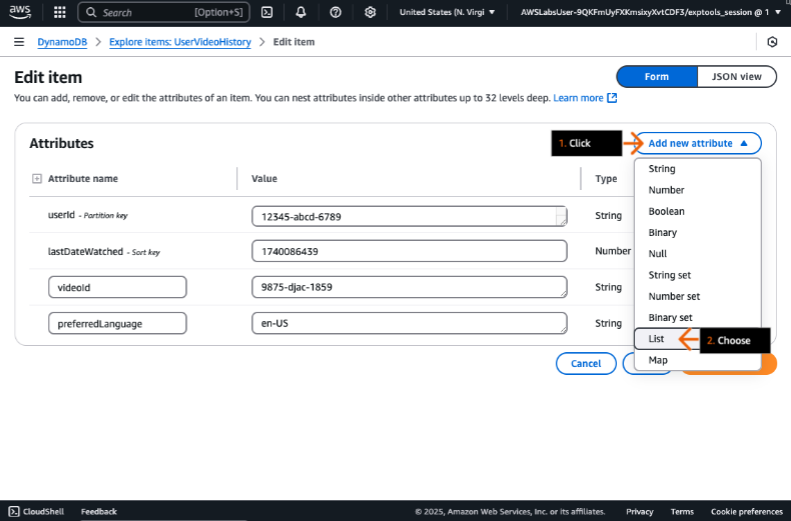 aws Search [Option+S] United States (N. Virgi AWSLabsUser-9QKFmUyFXKmsixyXvtCDF3/exptools_session @ 1
DynamoDB > Explore items: UserVideoHistory > Edit item
Edit item
Form JSON view
You can add, remove, or edit the attributes of an item. You can nest attributes inside other attributes up to 32 levels deep. Learn more
Attributes
1. Click
Add new attribute
Attribute name Value Type
userId - Partition key 12345-abcd-6789 String
lastDateWatched - Sort key 1740086439 Number
videoId 9875-djac-1859 String
preferredLanguage en-US String
String
Number
Boolean
Binary
Null
String set
Number set
Binary set
List
2. Choose
Map
Cancel
CloudShell Feedback © 2025, Amazon Web Services, Inc. or its affiliates. Privacy Terms Cookie preferences